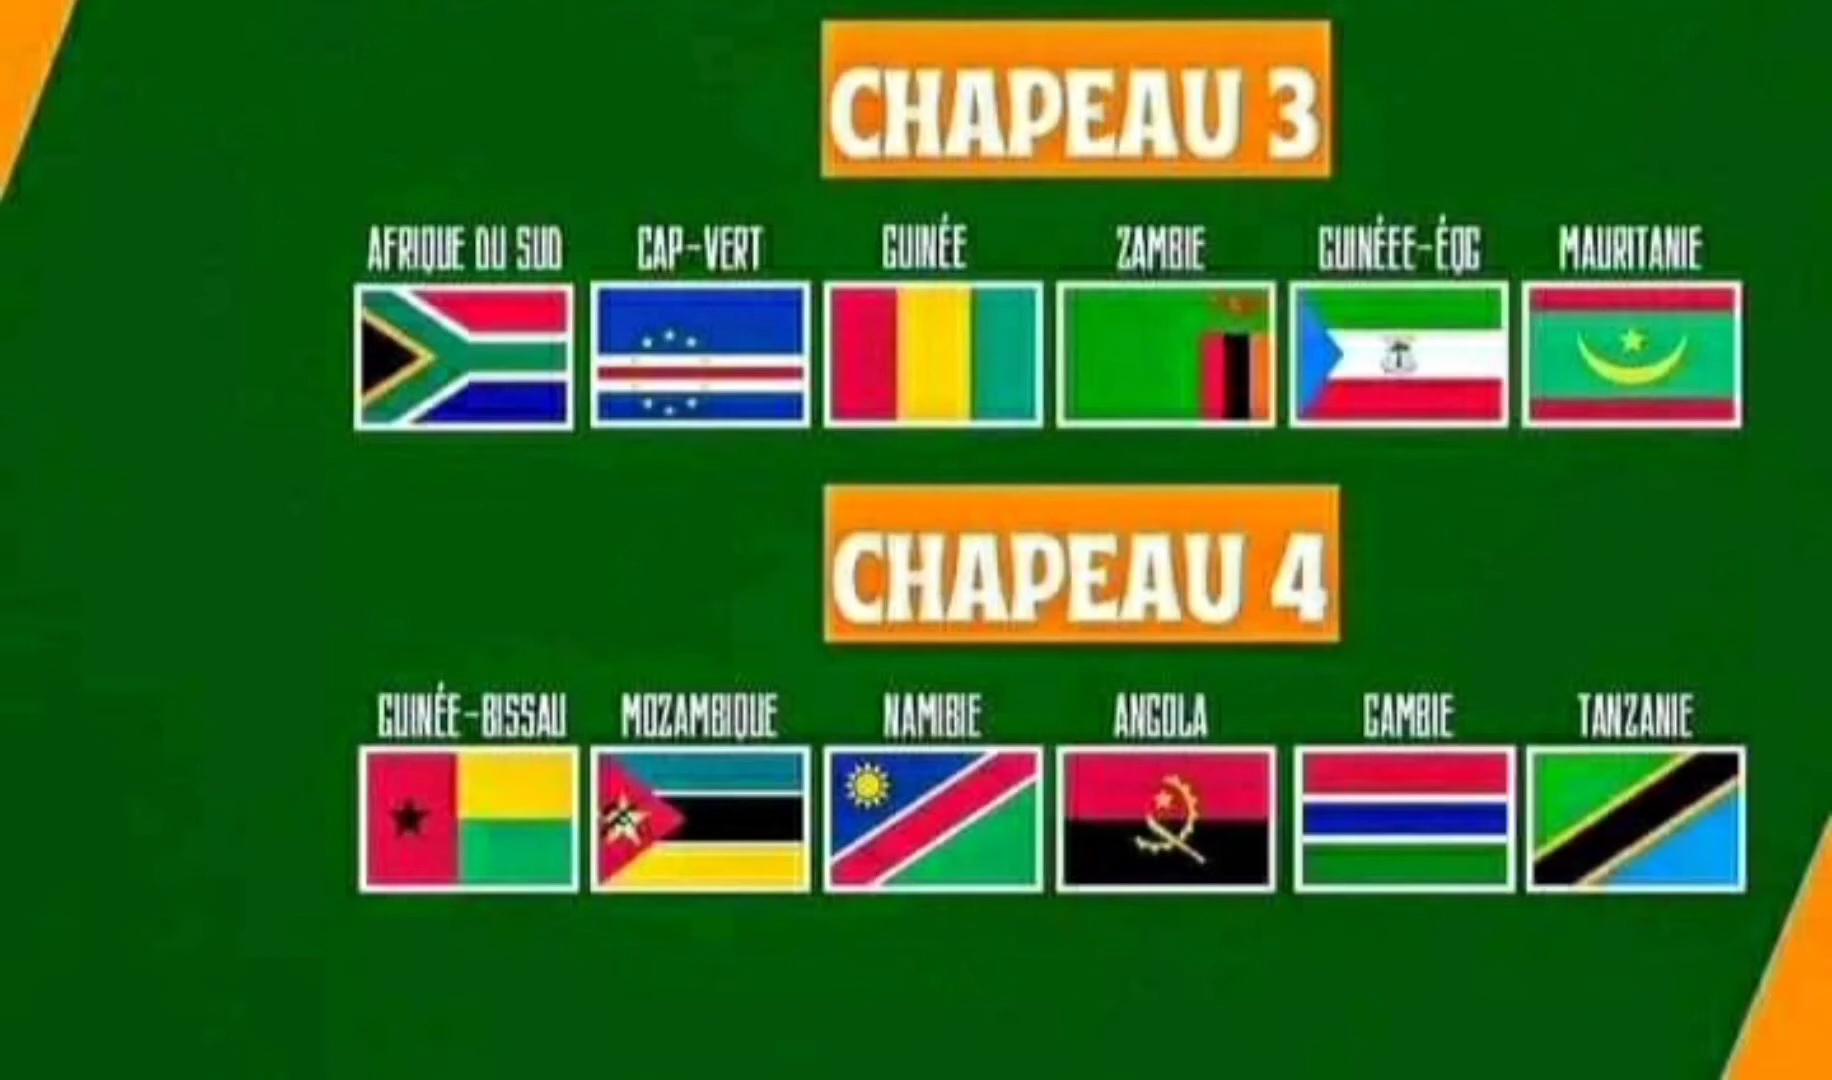 CHAPEAU 3
AFRIQUE DU SUD CAP-VERT GUINÉE ZAMBIE GUINÉEE-ÉQG MAURITANIE
CHAPEAU 4
GUINÉE-BISSAU MOZAMBIQUE NAMIBIE ANGOLA GAMBIE TANZANIE